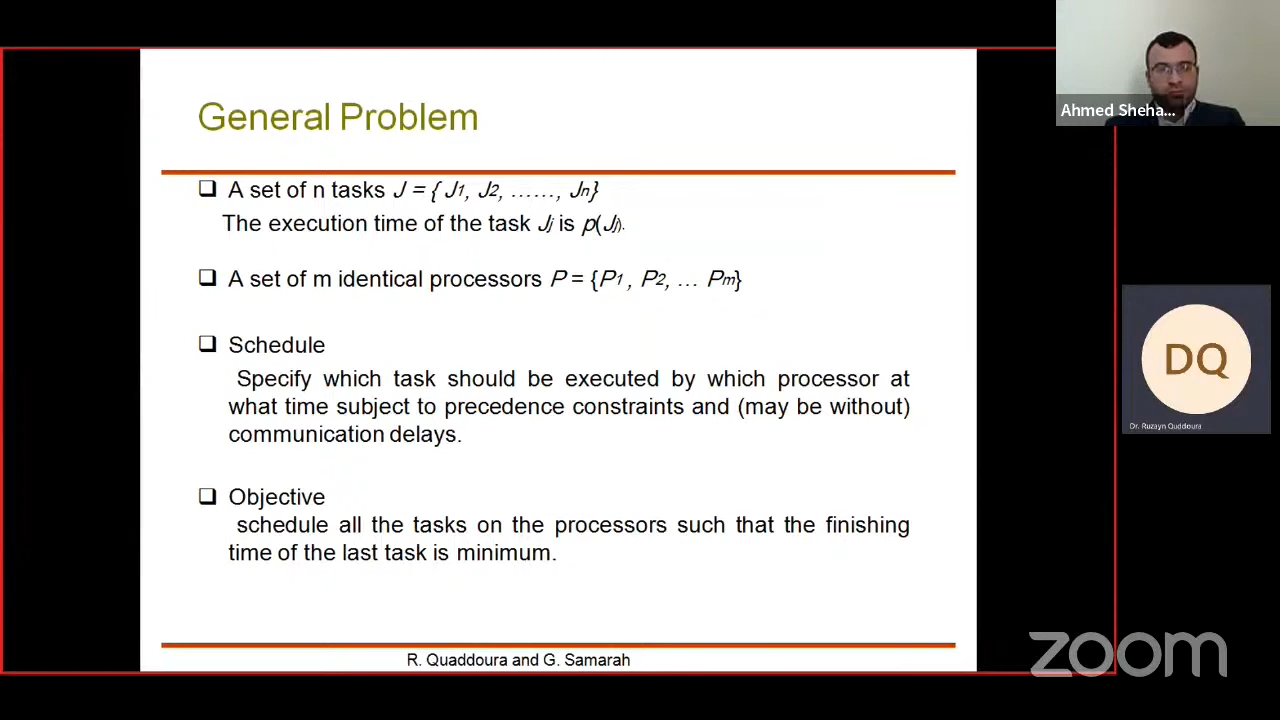 General Problem
A set of n tasks J = { J1, J2, ……, Jn}
The execution time of the task Jj is p(Jj).
A set of m identical processors P = {P1 , P2, … Pm}
Schedule
Specify which task should be executed by which processor at
what time subject to precedence constraints and (may be without)
communication delays.
Objective
schedule all the tasks on the processors such that the finishing
time of the last task is minimum.
R. Quaddoura and G. Samarah
Ahmed Sheha...
DQ
Dr. Ruzayn Quddoura
zoom